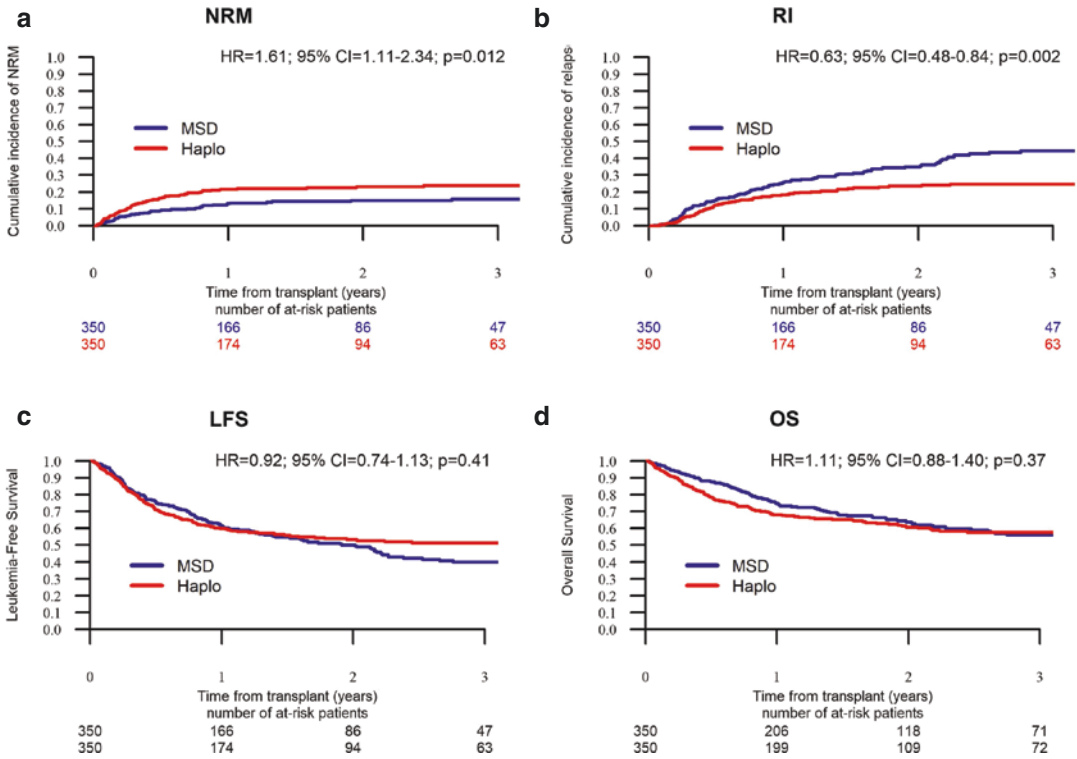 a
NRM
HR=1.61; 95% CI=1.11-2.34; p=0.012
Cumulative incidence of NRM
1.0
0.9
0.8
0.7
0.6
0.5
0.4
0.3
0.2
0.1
0.0
MSD
Haplo
0 1 2 3
Time from transplant (years)
number of at-risk patients
350 166 86 47
350 174 94 63
b
RI
HR=0.63; 95% CI=0.48-0.84; p=0.002
Cumulative incidence of relaps
1.0
0.9
0.8
0.7
0.6
0.5
0.4
0.3
0.2
0.1
0.0
MSD
Haplo
0 1 2 3
Time from transplant (years)
number of at-risk patients
350 166 86 47
350 174 94 63
c
LFS
HR=0.92; 95% CI=0.74-1.13; p=0.41
Leukemia-Free Survival
1.0
0.9
0.8
0.7
0.6
0.5
0.4
0.3
0.2
0.1
0.0
MSD
Haplo
0 1 2 3
Time from transplant (years)
number of at-risk patients
350 166 86 47
350 174 94 63
d
OS
HR=1.11; 95% CI=0.88-1.40; p=0.37
Overall Survival
1.0
0.9
0.8
0.7
0.6
0.5
0.4
0.3
0.2
0.1
0.0
MSD
Haplo
0 1 2 3
Time from transplant (years)
number of at-risk patients
350 206 118 71
350 199 109 72